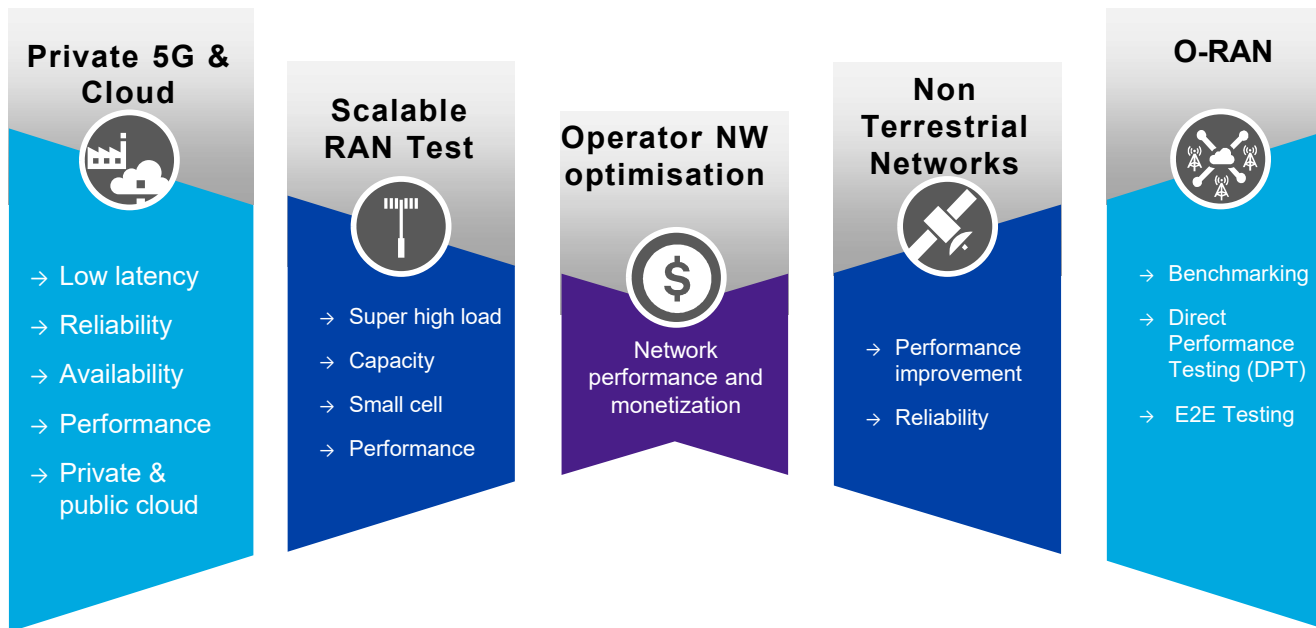 Private 5G &
Cloud
→ Low latency
→ Reliability
→ Availability
→ Performance
→ Private &
public cloud
Scalable
RAN Test
→ Super high load
→ Capacity
→ Small cell
→ Performance
Operator NW
optimisation
$
Network
performance and
monetization
Non
Terrestrial
Networks
→ Performance
improvement
→ Reliability
O-RAN
→ Benchmarking
→ Direct
Performance
Testing (DPT)
→ E2E Testing